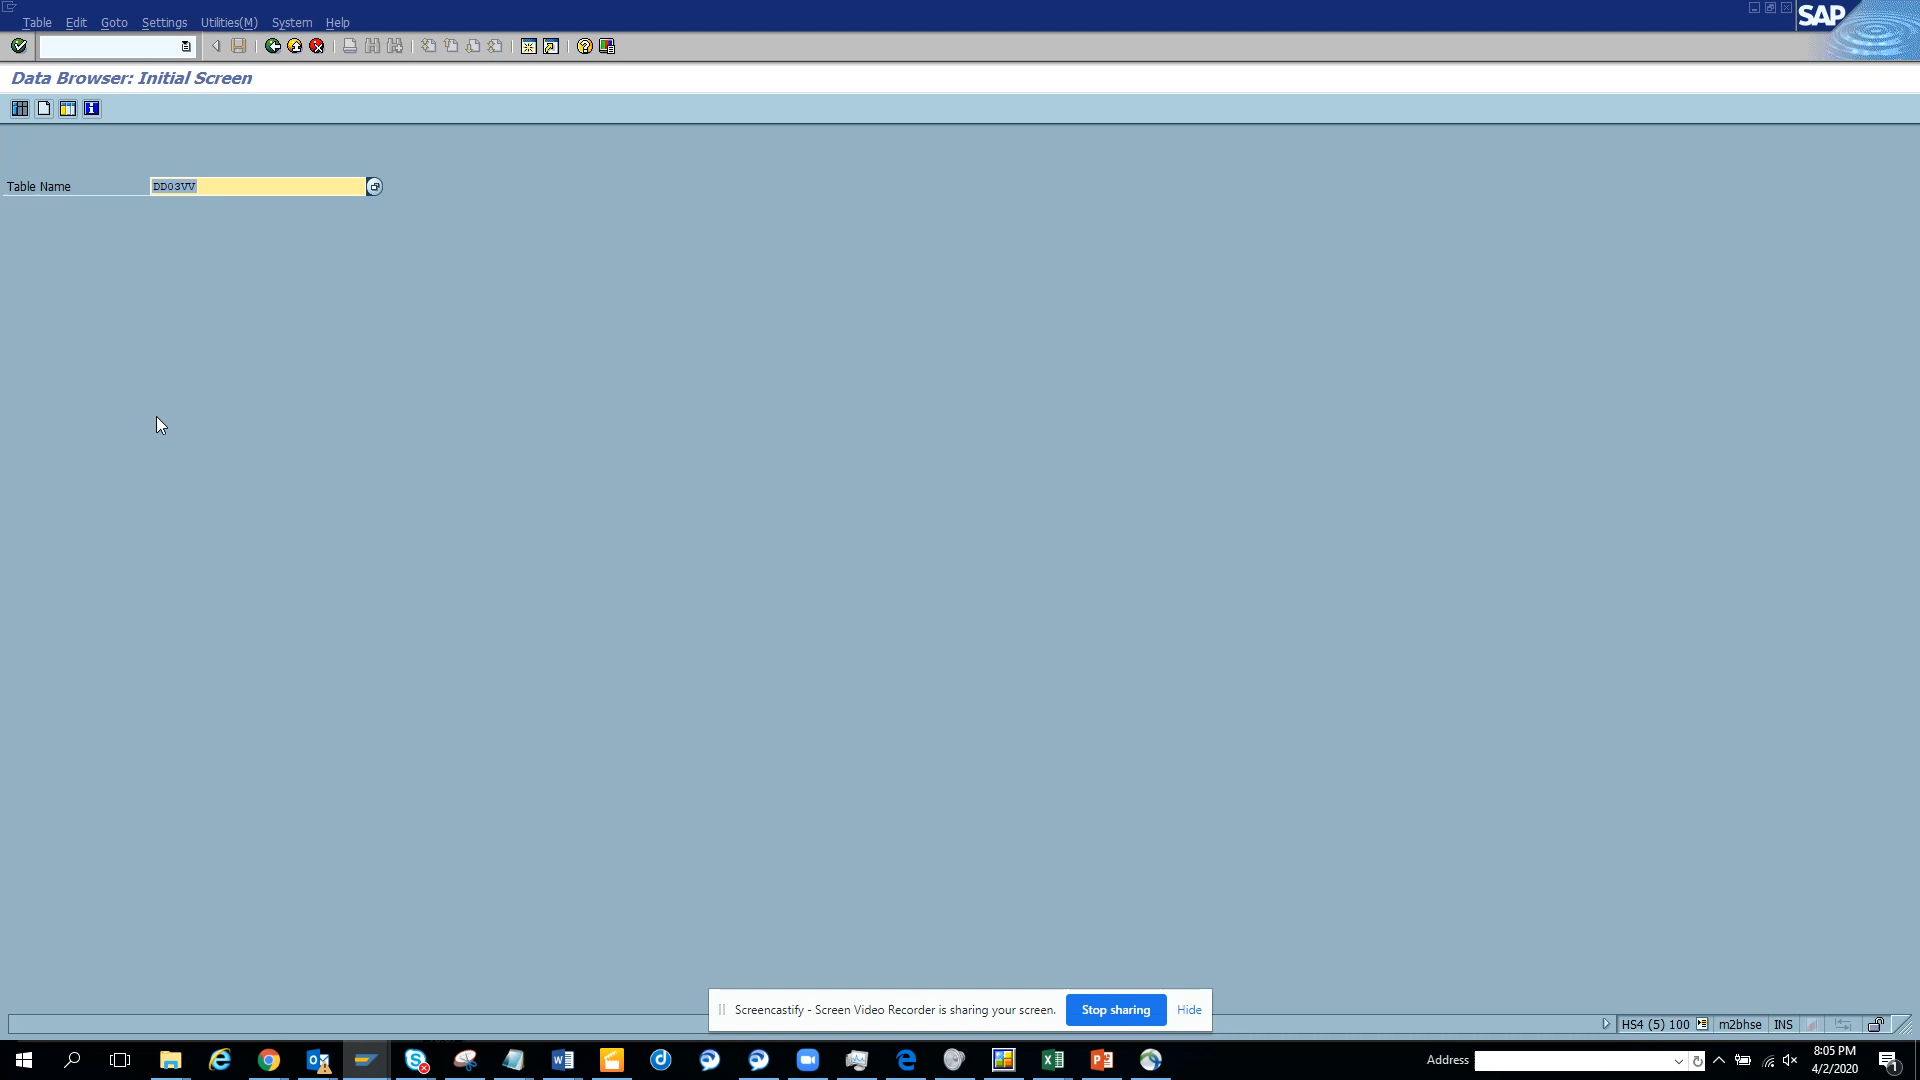 Table Edit Goto Settings Utilities(M) System Help
SAP
Data Browser: Initial Screen
Table Name DD03VV
Screencastify - Screen Video Recorder is sharing your screen. Stop sharing Hide
HS4 (5) 100 m2bhse INS
Address
8:05 PM
4/2/2020
1